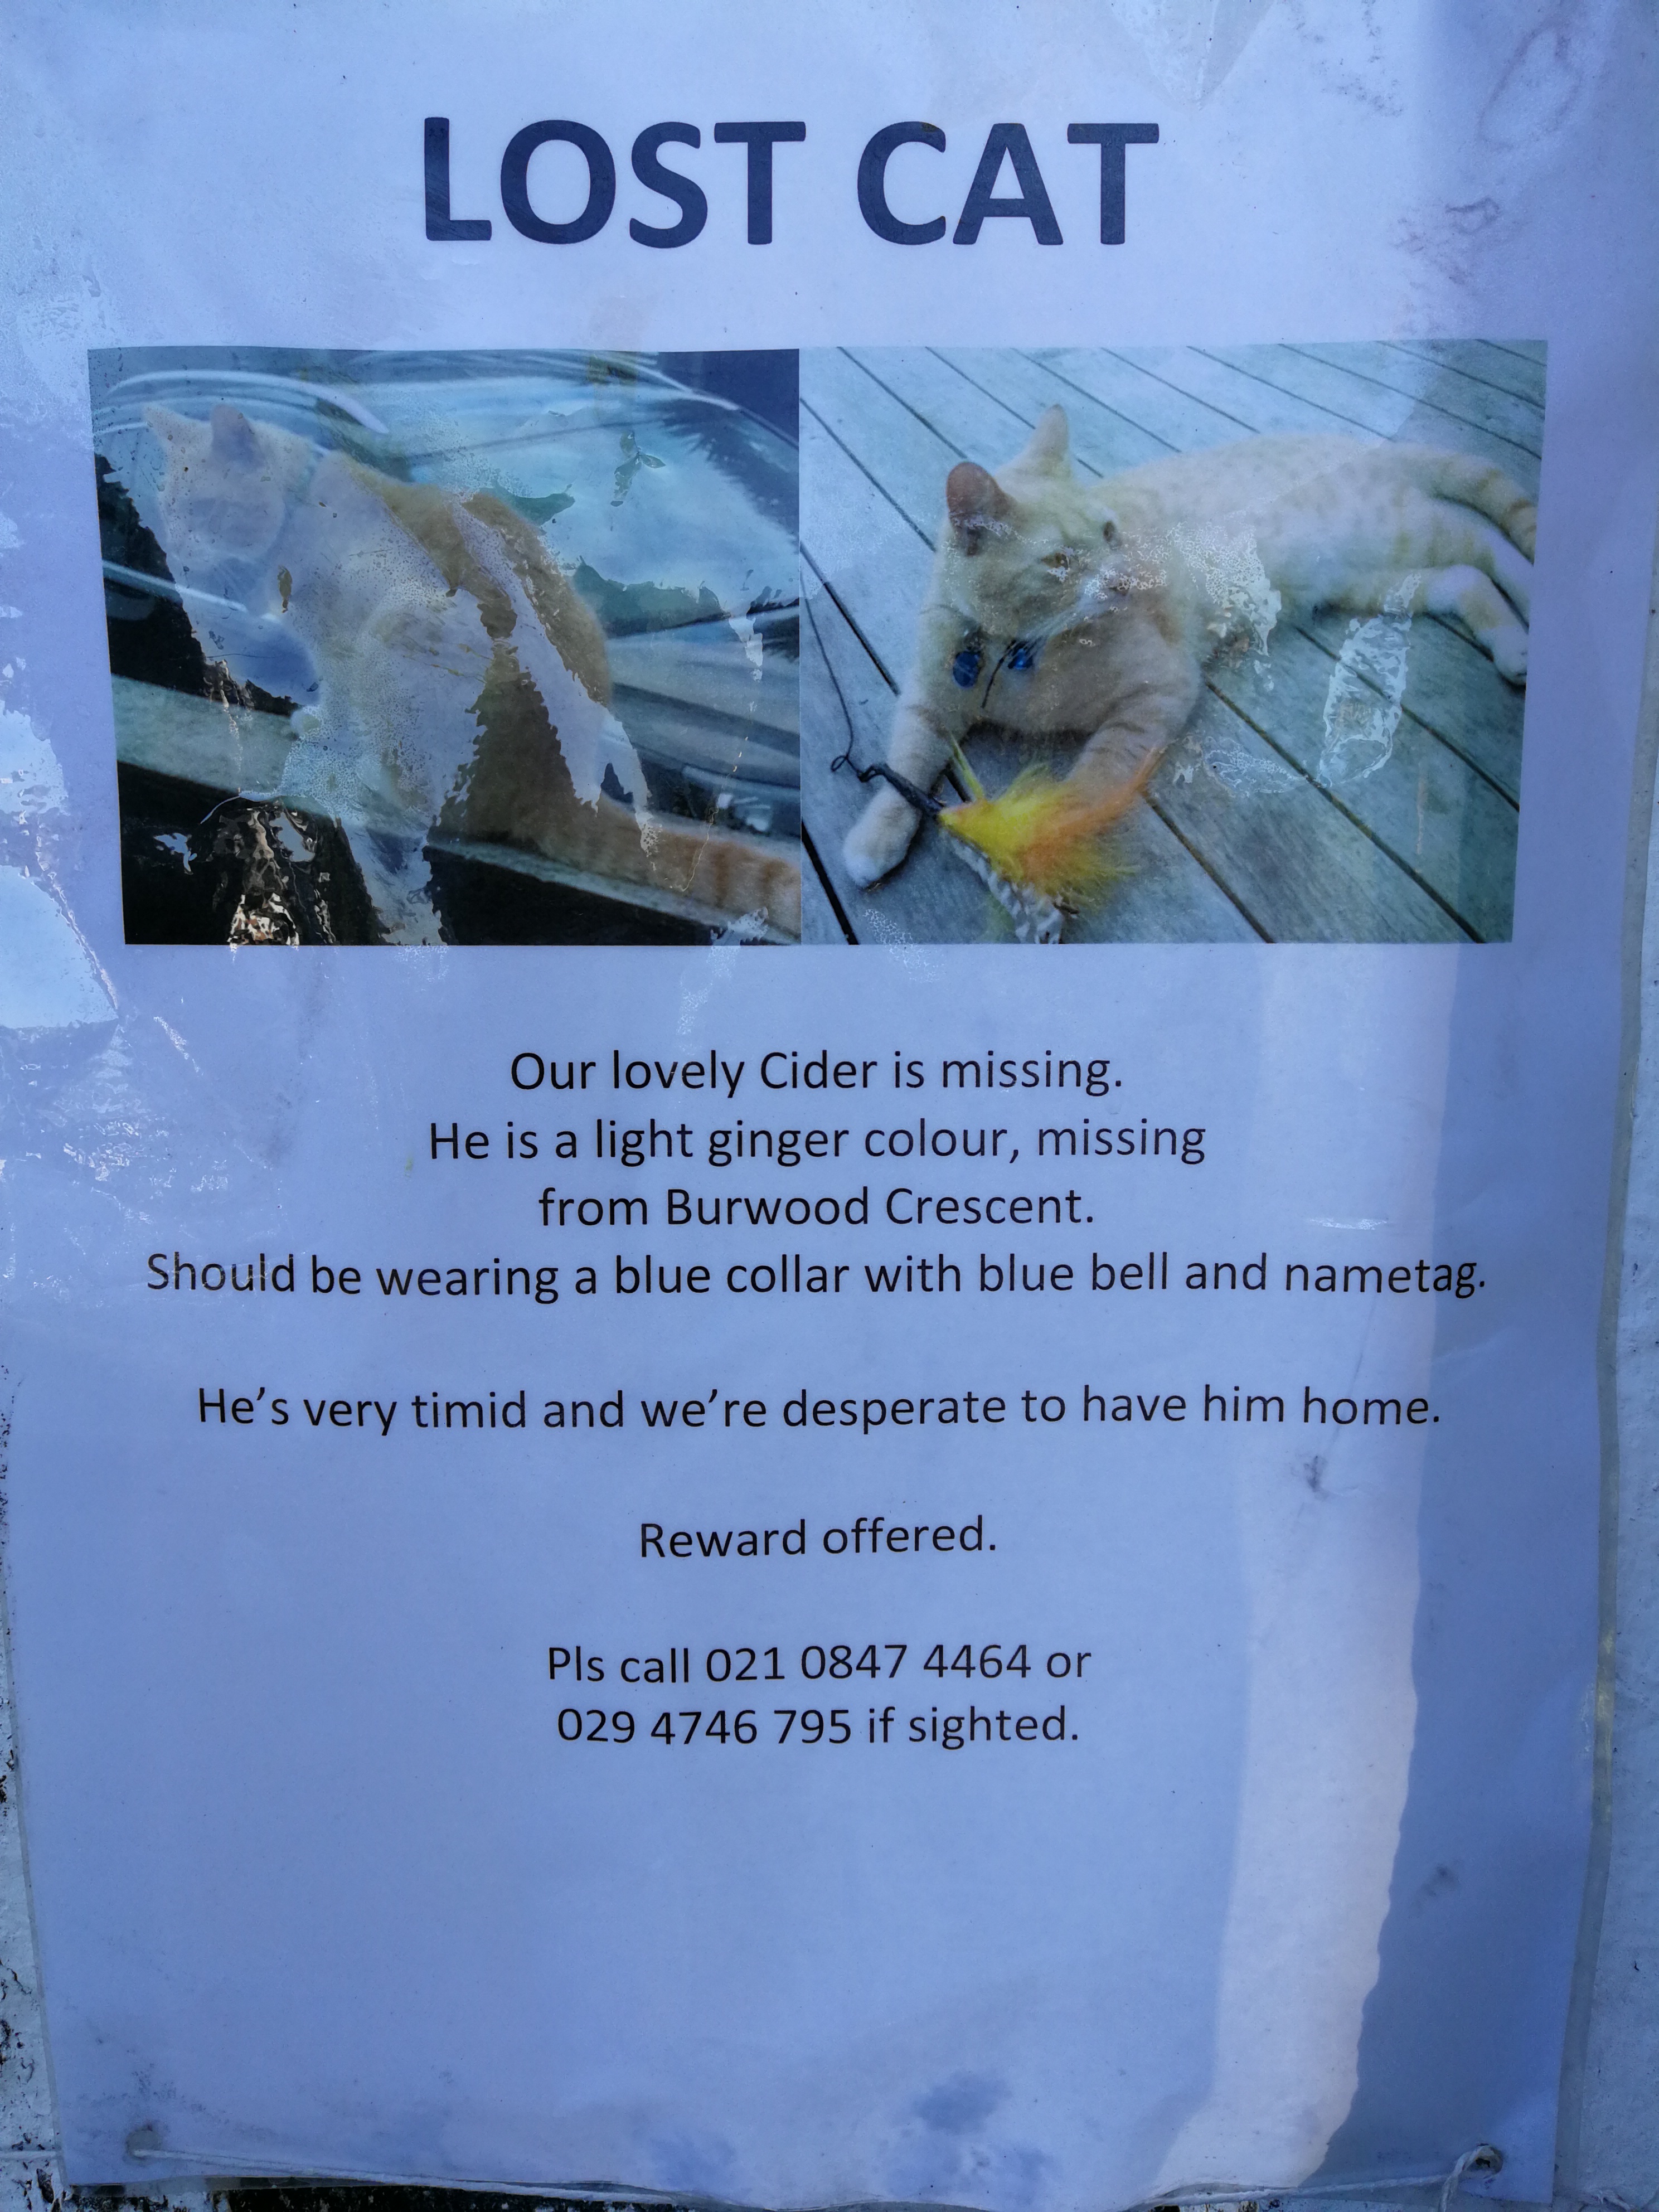 LOST CAT
Our lovely Cider is missing.
He is a light ginger colour, missing
from Burwood Crescent.
Should be wearing a blue collar with blue bell and nametag.
He’s very timid and we’re desperate to have him home.
Reward offered.
Pls call 021 0847 4464 or
029 4746 795 if sighted.